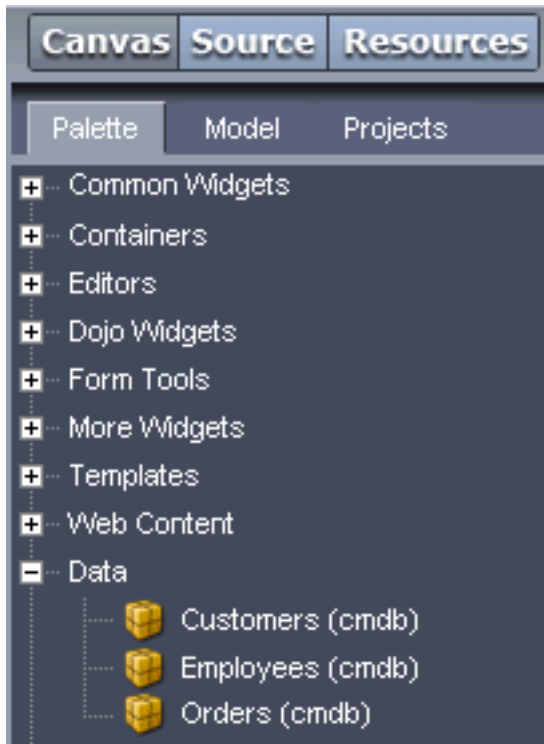 Canvas Source Resources
Palette Model Projects
Common Widgets
Containers
Editors
Dojo Widgets
Form Tools
More Widgets
Templates
Web Content
Data
Customers (cmdb)
Employees (cmdb)
Orders (cmdb)